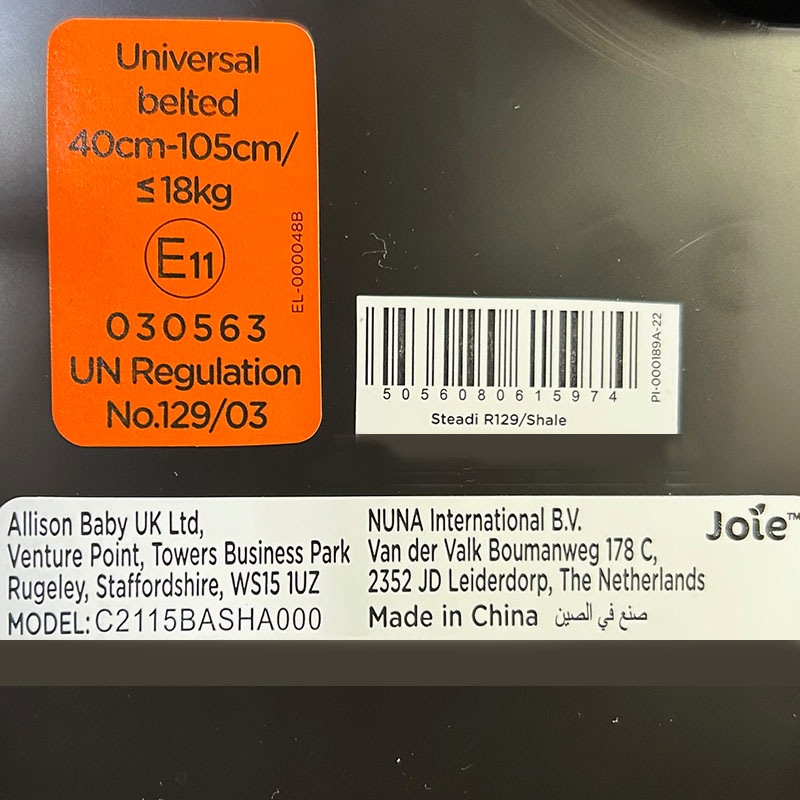 Universal
belted
40cm-105cm/
≤18kg
E11
030563
UN Regulation
No.129/03
EL-000048B
5056080615974
Steadi R129/Shale
PI-000189A-22
Allison Baby UK Ltd,
Venture Point, Towers Business Park
Rugeley, Staffordshire, WS15 1UZ
MODEL: C2115BASHA000
NUNA International B.V.
Van der Valk Boumanweg 178 C,
2352 JD Leiderdorp, The Netherlands
Made in China صنع في الصين
Joie™